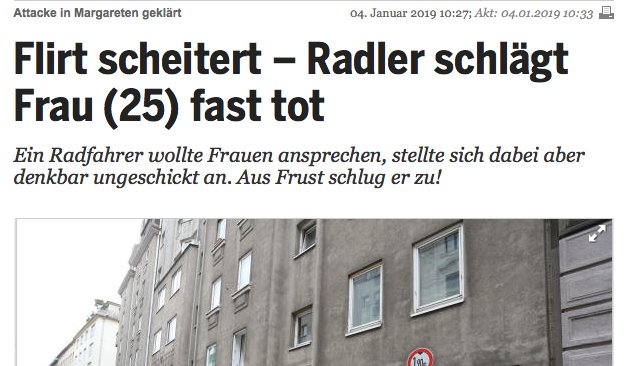 Attacke in Margareten geklärt
04. Januar 2019 10:27; Akt: 04.01.2019 10:33
Flirt scheitert – Radler schlägt
Frau (25) fast tot
Ein Radfahrer wollte Frauen ansprechen, stellte sich dabei aber
denkbar ungeschickt an. Aus Frust schlug er zu!